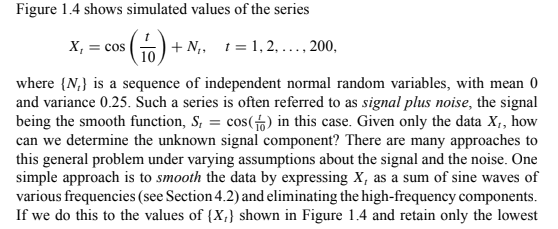 Figure 1.4 shows simulated values of the series
X_t = cos(t/10) + N_t, t = 1, 2, . . . , 200,
where {N_t} is a sequence of independent normal random variables, with mean 0
and variance 0.25. Such a series is often referred to as signal plus noise, the signal
being the smooth function, S_t = cos(t/10) in this case. Given only the data X_t, how
can we determine the unknown signal component? There are many approaches to
this general problem under varying assumptions about the signal and the noise. One
simple approach is to smooth the data by expressing X_t as a sum of sine waves of
various frequencies (see Section 4.2) and eliminating the high-frequency components.
If we do this to the values of {X_t} shown in Figure 1.4 and retain only the lowest